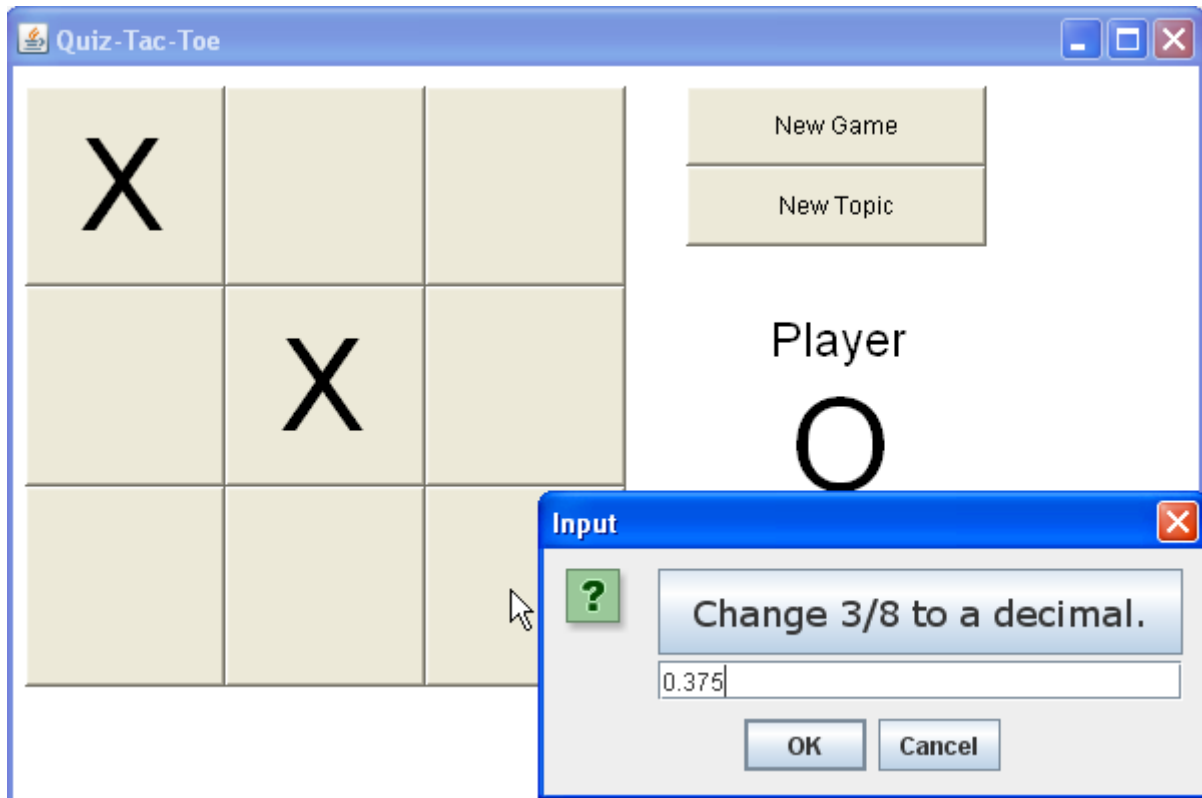 Quiz-Tac-Toe
X
New Game
New Topic
X
Player
O
Input
?
Change 3/8 to a decimal.
0.375
OK
Cancel